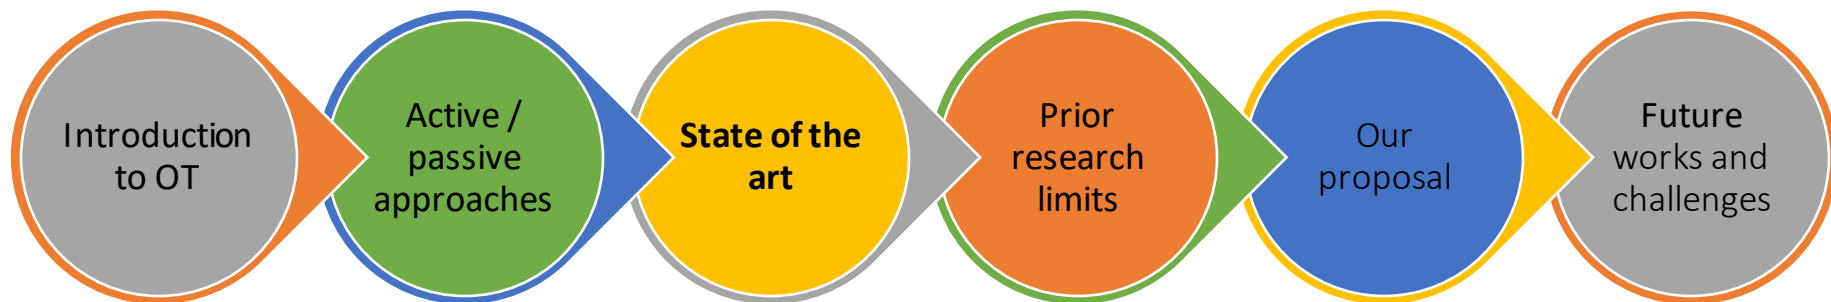 Introduction
to OT
Active /
passive
approaches
State of the
art
Prior
research
limits
Our
proposal
Future
works and
challenges